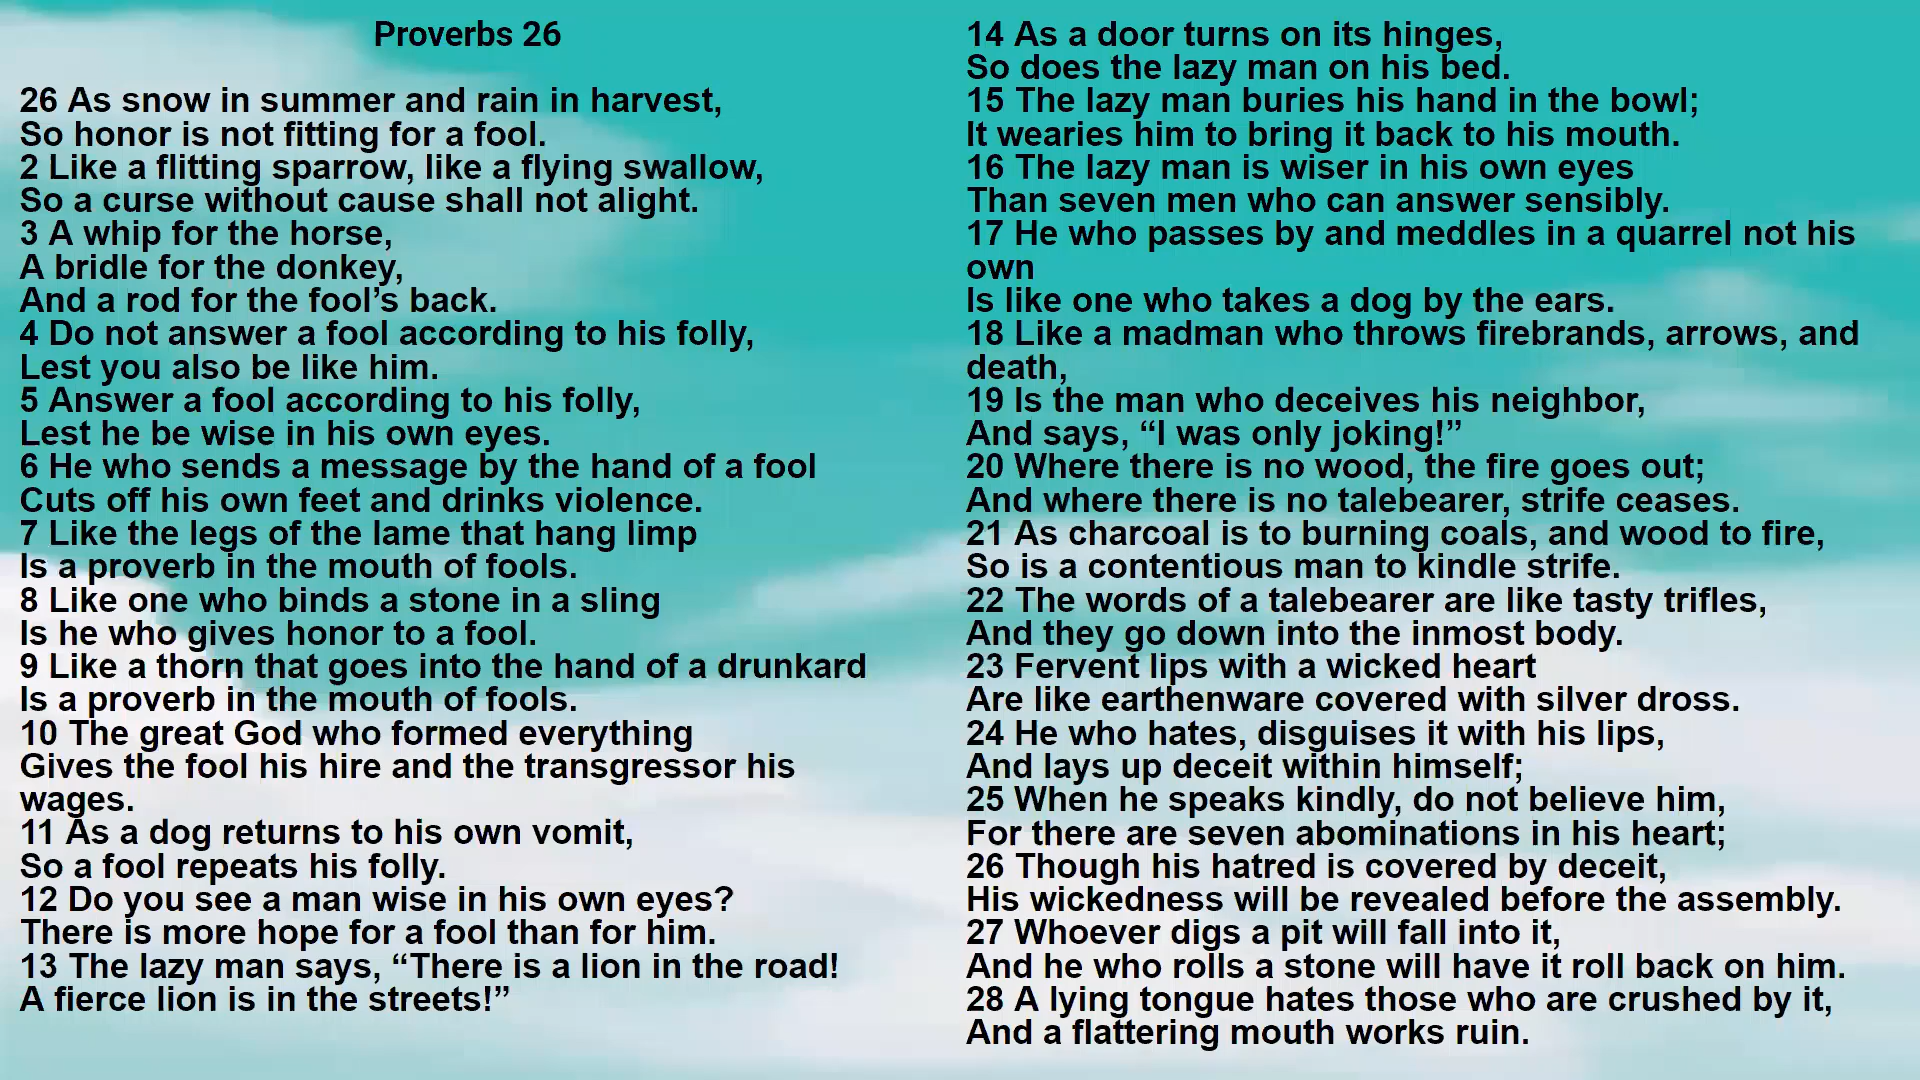 Proverbs 26
26 As snow in summer and rain in harvest,
So honor is not fitting for a fool.
2 Like a flitting sparrow, like a flying swallow,
So a curse without cause shall not alight.
3 A whip for the horse,
A bridle for the donkey,
And a rod for the fool’s back.
4 Do not answer a fool according to his folly,
Lest you also be like him.
5 Answer a fool according to his folly,
Lest he be wise in his own eyes.
6 He who sends a message by the hand of a fool
Cuts off his own feet and drinks violence.
7 Like the legs of the lame that hang limp
Is a proverb in the mouth of fools.
8 Like one who binds a stone in a sling
Is he who gives honor to a fool.
9 Like a thorn that goes into the hand of a drunkard
Is a proverb in the mouth of fools.
10 The great God who formed everything
Gives the fool his hire and the transgressor his
wages.
11 As a dog returns to his own vomit,
So a fool repeats his folly.
12 Do you see a man wise in his own eyes?
There is more hope for a fool than for him.
13 The lazy man says, “There is a lion in the road!
A fierce lion is in the streets!”
14 As a door turns on its hinges,
So does the lazy man on his bed.
15 The lazy man buries his hand in the bowl;
It wearies him to bring it back to his mouth.
16 The lazy man is wiser in his own eyes
Than seven men who can answer sensibly.
17 He who passes by and meddles in a quarrel not his
own
Is like one who takes a dog by the ears.
18 Like a madman who throws firebrands, arrows, and
death,
19 Is the man who deceives his neighbor,
And says, “I was only joking!”
20 Where there is no wood, the fire goes out;
And where there is no talebearer, strife ceases.
21 As charcoal is to burning coals, and wood to fire,
So is a contentious man to kindle strife.
22 The words of a talebearer are like tasty trifles,
And they go down into the inmost body.
23 Fervent lips with a wicked heart
Are like earthenware covered with silver dross.
24 He who hates, disguises it with his lips,
And lays up deceit within himself;
25 When he speaks kindly, do not believe him,
For there are seven abominations in his heart;
26 Though his hatred is covered by deceit,
His wickedness will be revealed before the assembly.
27 Whoever digs a pit will fall into it,
And he who rolls a stone will have it roll back on him.
28 A lying tongue hates those who are crushed by it,
And a flattering mouth works ruin.